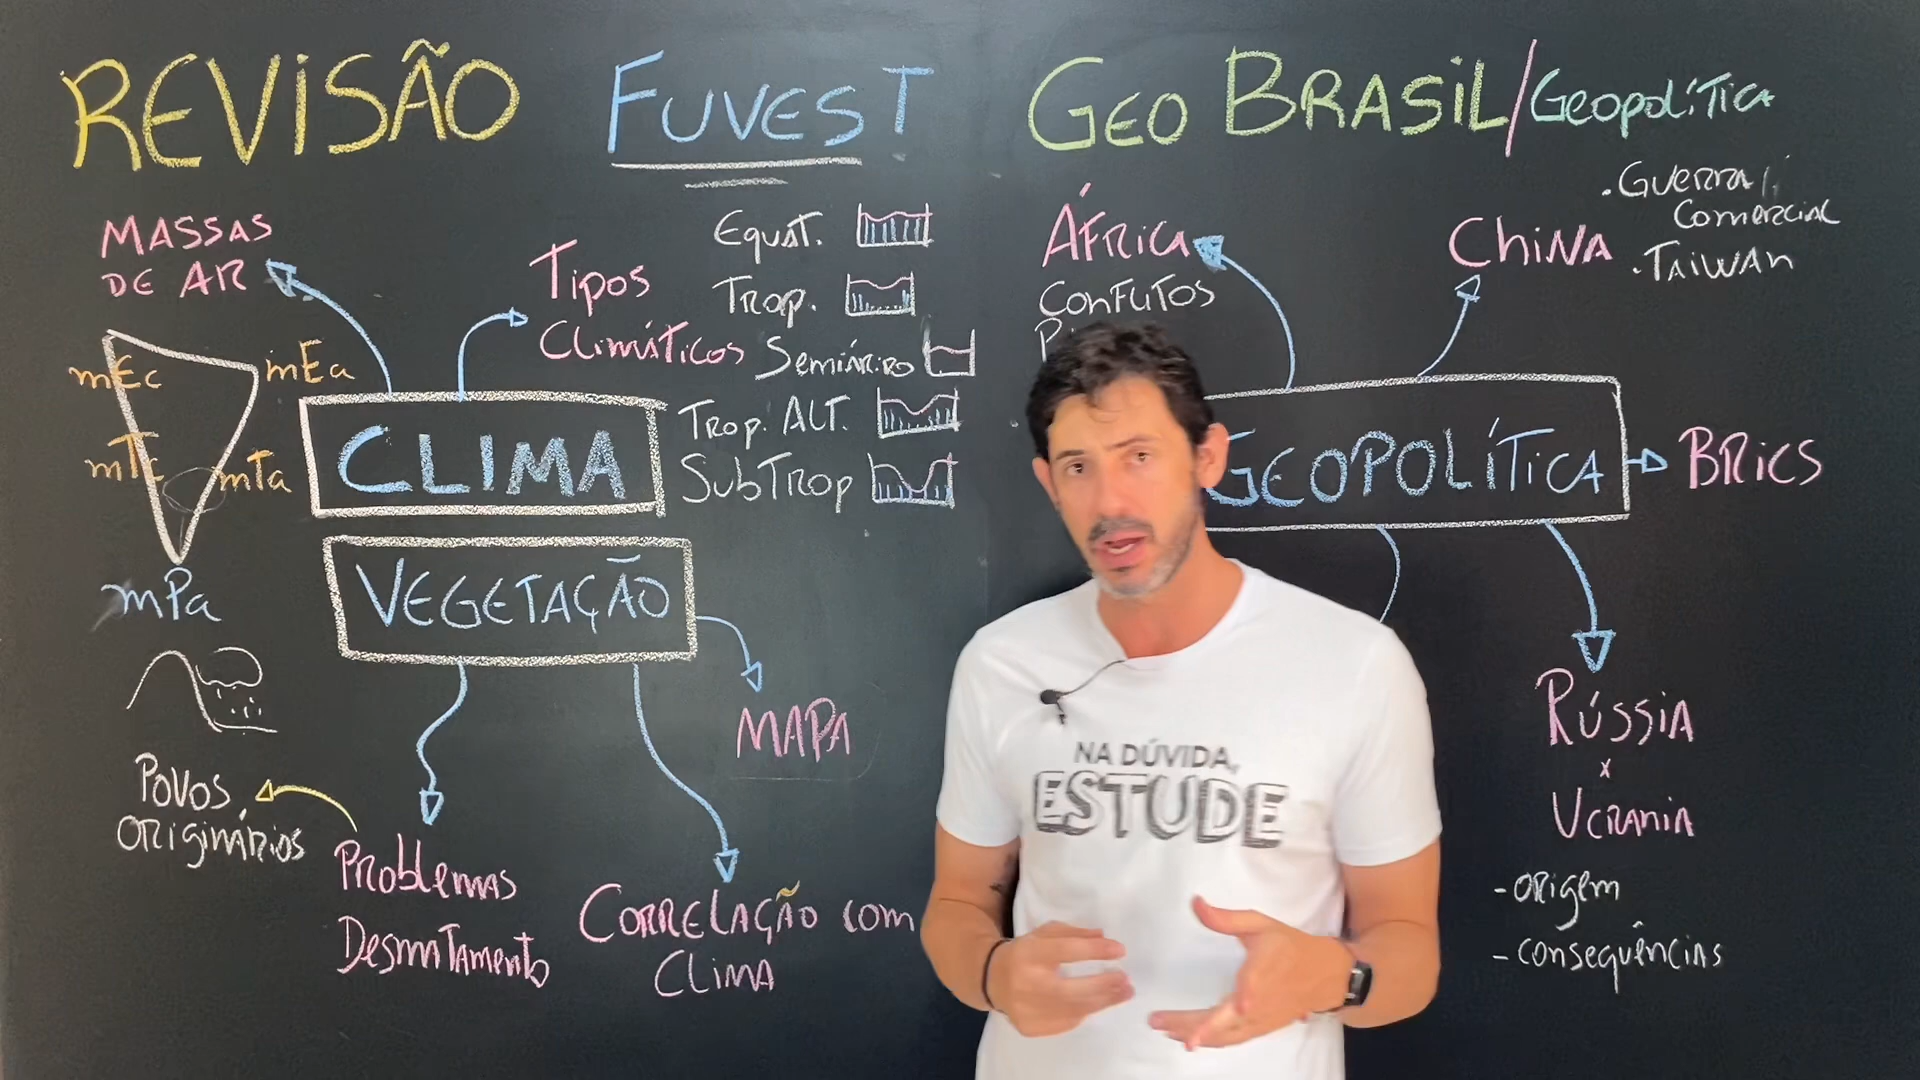 REVISÃO FUVEST GEO BRASIL/Geopolítica
MASSAS
DE AR
mEc
mEa
mTc
mTa
mPa
Tipos
Climáticos
Equat.
Trop.
Semiárido
Trop. ALT.
SubTrop
CLIMA
VEGETAÇÃO
MAPA
Povos
originários
Problemas
Desmatamento
Correlação com
Clima
África
Conflitos
China
. Guerra
Comercial
. Taiwan
GEOPOLÍTICA
BRICS
Rússia
x
Ucrania
- origem
- consequências
NA DÚVIDA,
ESTUDE